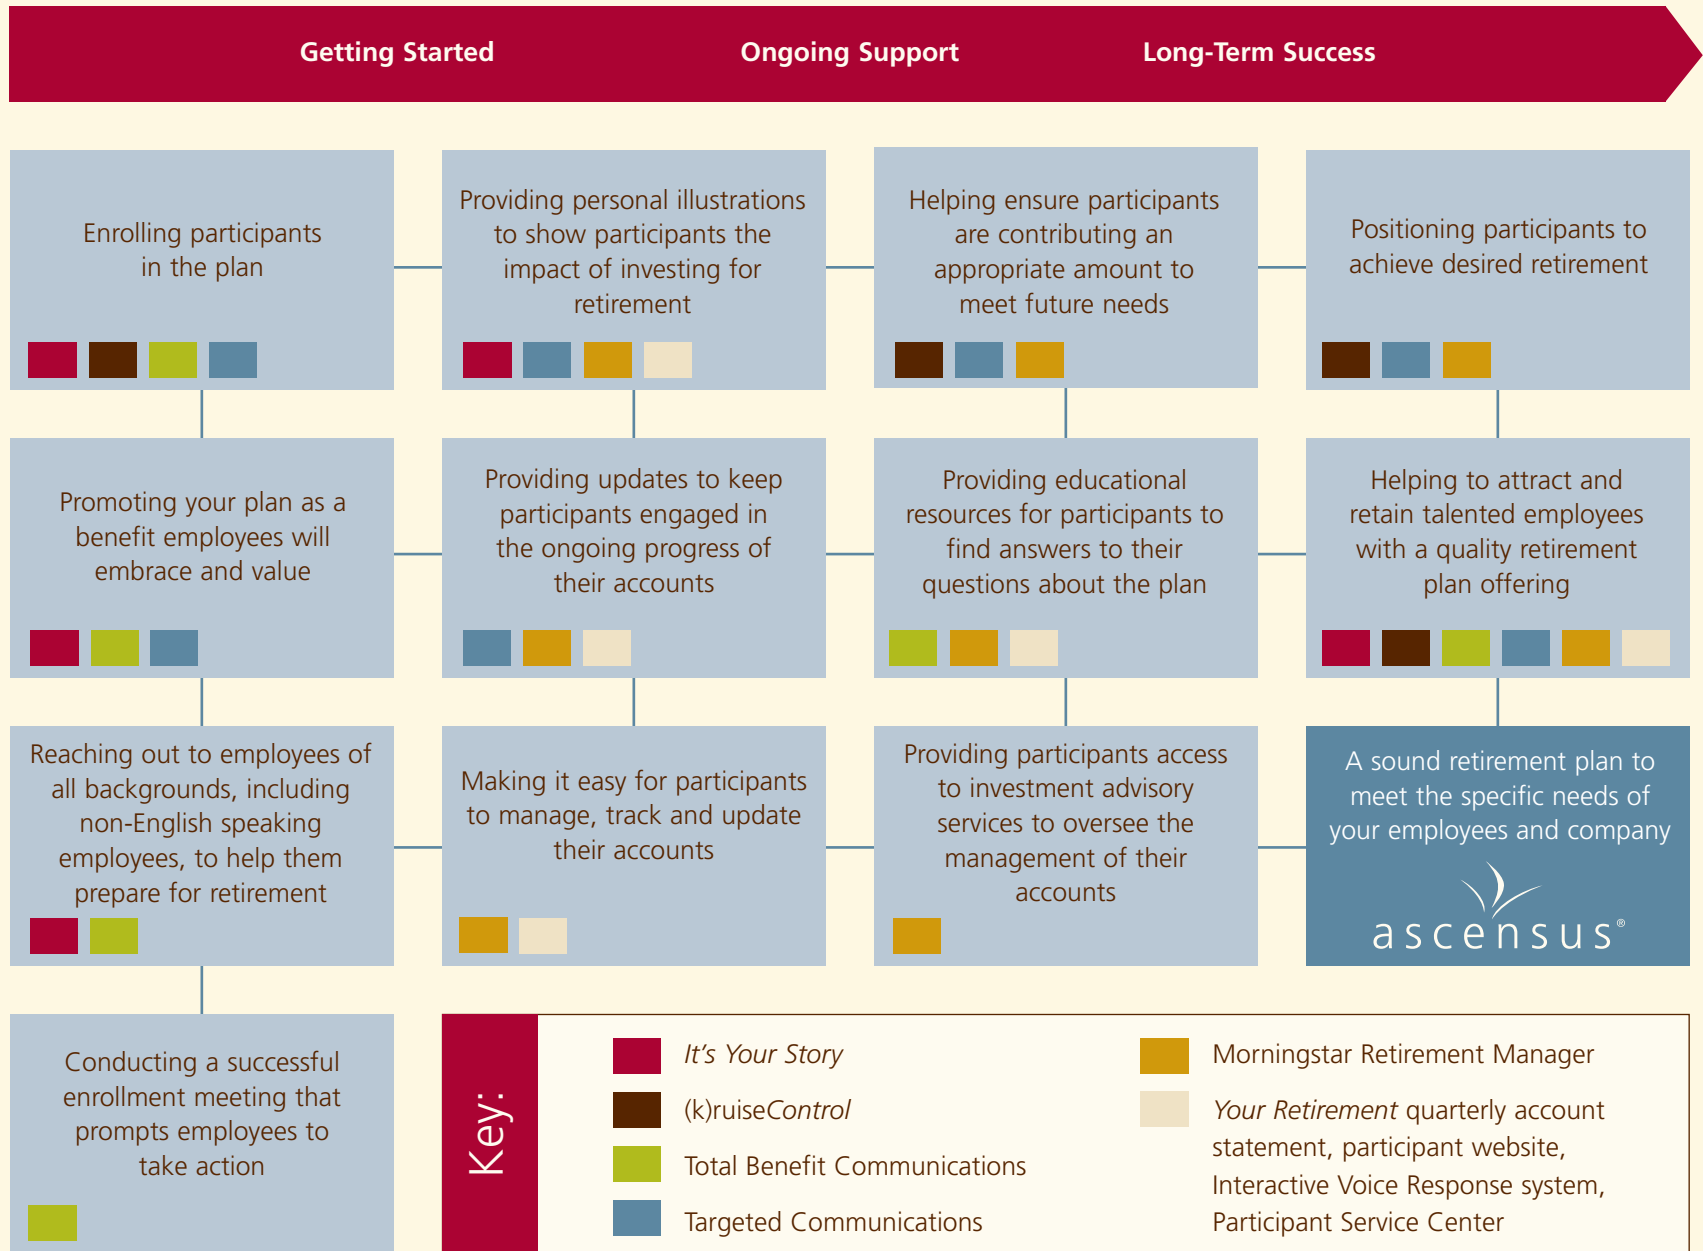 Getting Started
Ongoing Support
Long-Term Success
Enrolling participants
in the plan
Providing personal illustrations
to show participants the
impact of investing for
retirement
Helping ensure participants
are contributing an
appropriate amount to
meet future needs
Positioning participants to
achieve desired retirement
Promoting your plan as a
benefit employees will
embrace and value
Providing updates to keep
participants engaged in
the ongoing progress of
their accounts
Providing educational
resources for participants to
find answers to their
questions about the plan
Helping to attract and
retain talented employees
with a quality retirement
plan offering
Reaching out to employees of
all backgrounds, including
non-English speaking
employees, to help them
prepare for retirement
Making it easy for participants
to manage, track and update
their accounts
Providing participants access
to investment advisory
services to oversee the
management of their
accounts
A sound retirement plan to
meet the specific needs of
your employees and company
ascensus®
Conducting a successful
enrollment meeting that
prompts employees to
take action
Key:
It's Your Story
(k)ruiseControl
Total Benefit Communications
Targeted Communications
Morningstar Retirement Manager
Your Retirement quarterly account
statement, participant website,
Interactive Voice Response system,
Participant Service Center